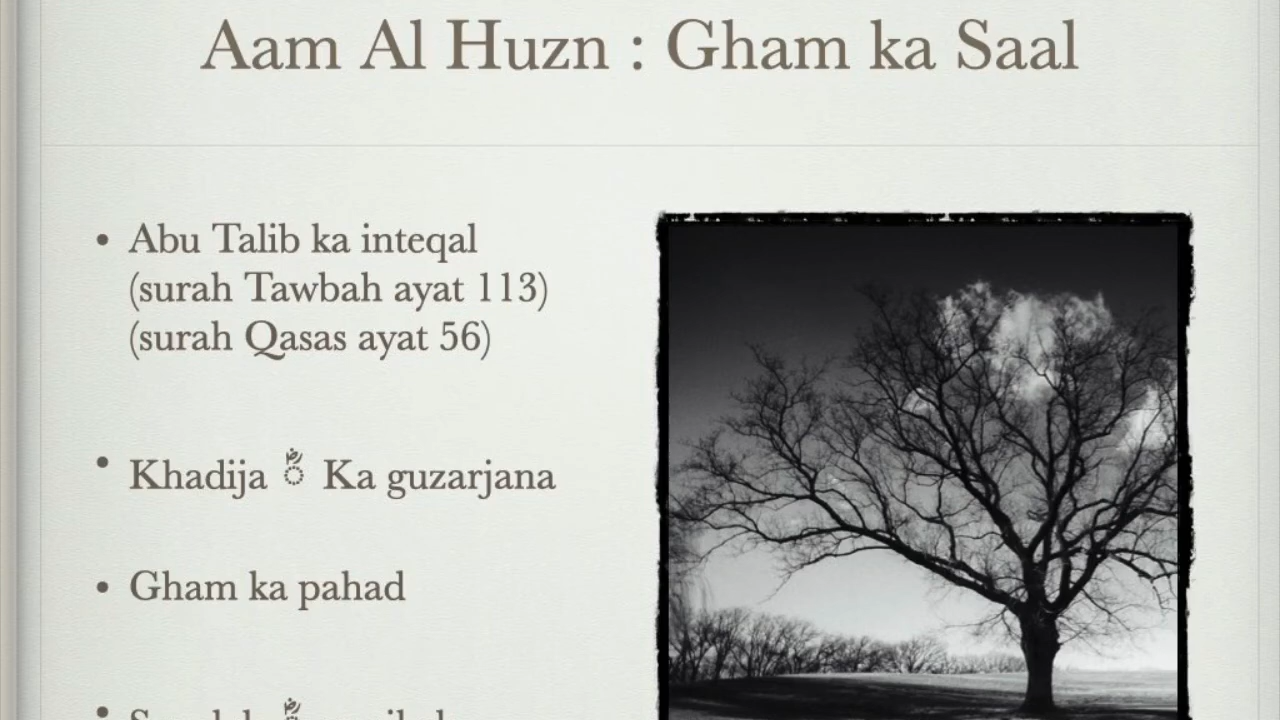 Aam Al Huzn : Gham ka Saal
• Abu Talib ka inteqal
(surah Tawbah ayat 113)
(surah Qasas ayat 56)
• Khadija ؓ Ka guzarjana
• Gham ka pahad